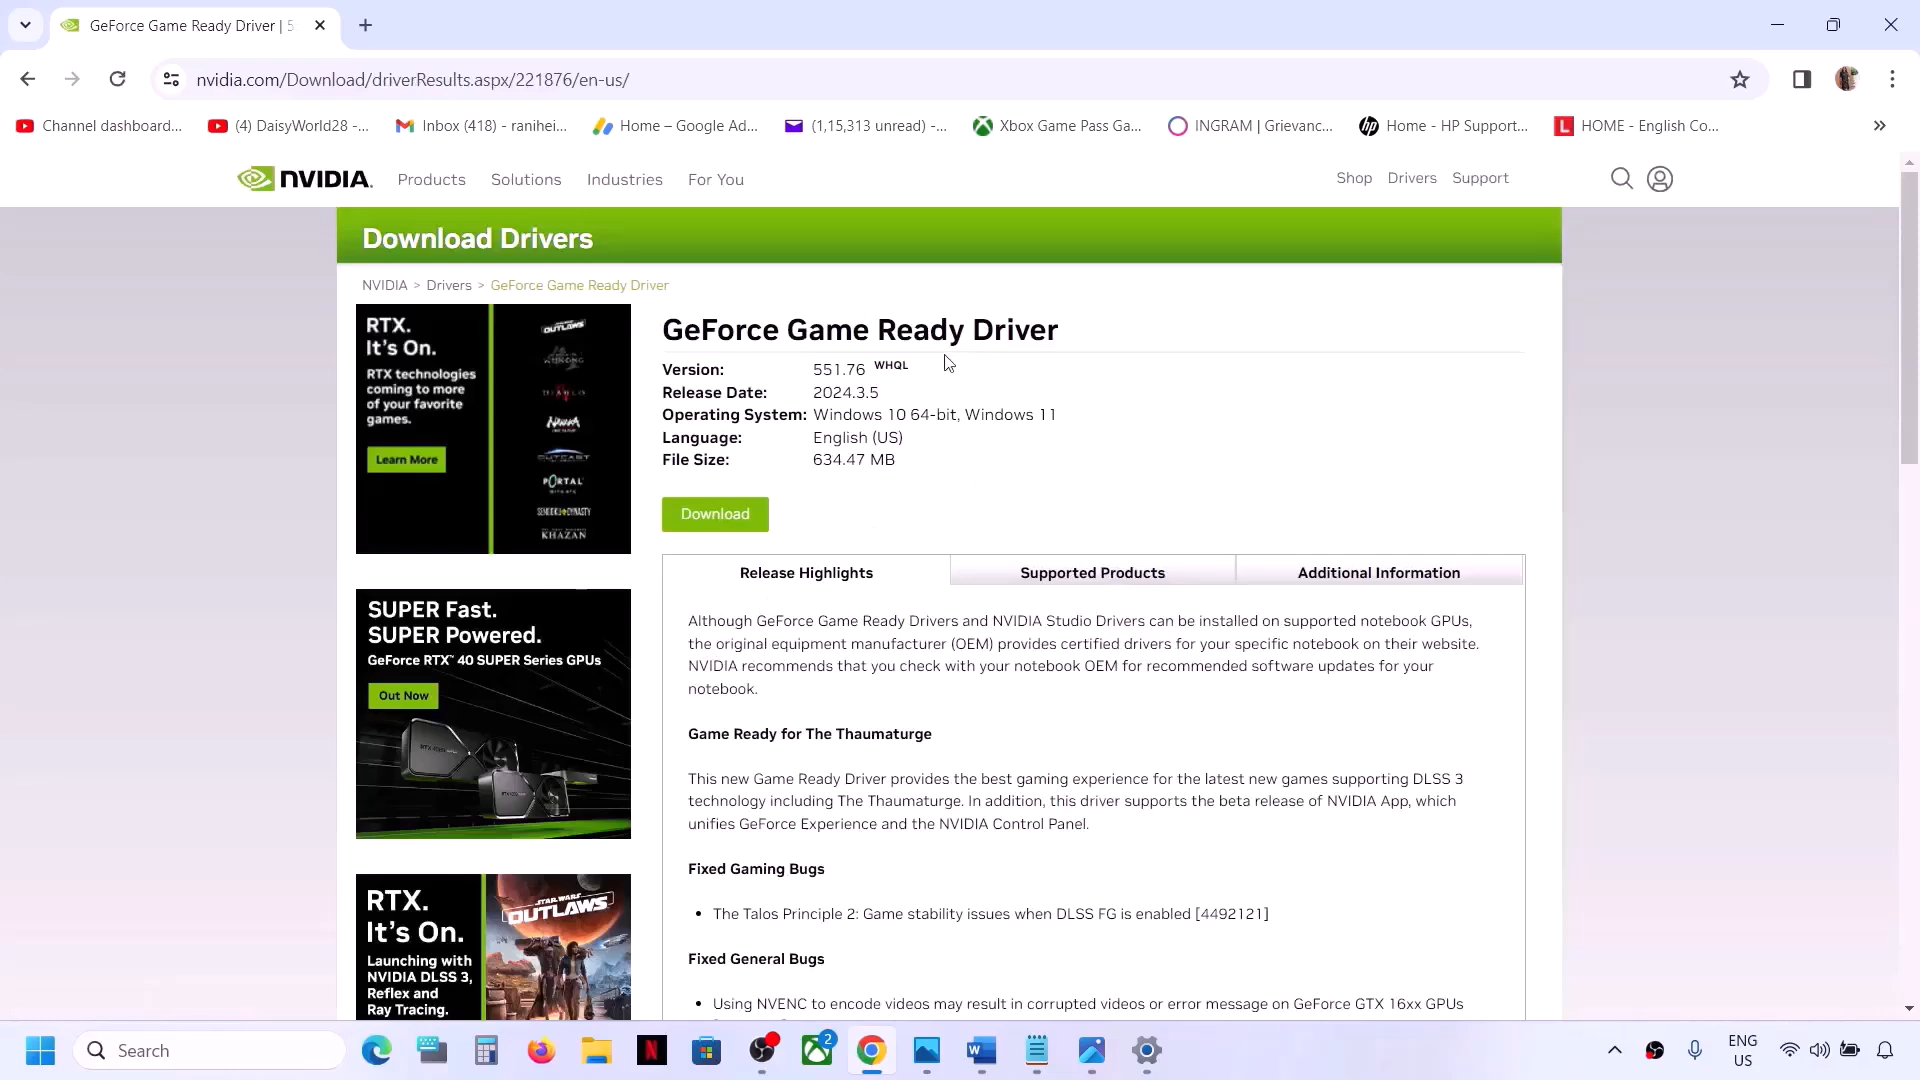 GeForce Game Ready Driver | 5
nvidia.com/Download/driverResults.aspx/221876/en-us/
Channel dashboard...
(4) DaisyWorld28 -...
Inbox (418) - ranihei...
Home – Google Ad...
(1,15,313 unread) -...
Xbox Game Pass Ga...
INGRAM | Grievanc...
Home - HP Support...
HOME - English Co...
NVIDIA.
Products
Solutions
Industries
For You
Shop
Drivers
Support
Download Drivers
NVIDIA > Drivers > GeForce Game Ready Driver
RTX.
It's On.
RTX technologies
coming to more
of your favorite
games.
Learn More
OUTLAWS
DIABLO
NARAKA
OUTCAST
PORTAL
WITH RTX
SENGOKU DYNASTY
KHAZAN
GeForce Game Ready Driver
Version: 551.76 WHQL
Release Date: 2024.3.5
Operating System: Windows 10 64-bit, Windows 11
Language: English (US)
File Size: 634.47 MB
Download
Release Highlights
Supported Products
Additional Information
Although GeForce Game Ready Drivers and NVIDIA Studio Drivers can be installed on supported notebook GPUs,
the original equipment manufacturer (OEM) provides certified drivers for your specific notebook on their website.
NVIDIA recommends that you check with your notebook OEM for recommended software updates for your
notebook.
Game Ready for The Thaumaturge
This new Game Ready Driver provides the best gaming experience for the latest new games supporting DLSS 3
technology including The Thaumaturge. In addition, this driver supports the beta release of NVIDIA App, which
unifies GeForce Experience and the NVIDIA Control Panel.
Fixed Gaming Bugs
• The Talos Principle 2: Game stability issues when DLSS FG is enabled [4492121]
Fixed General Bugs
• Using NVENC to encode videos may result in corrupted videos or error message on GeForce GTX 16xx GPUs
SUPER Fast.
SUPER Powered.
GeForce RTX™ 40 SUPER Series GPUs
Out Now
RTX.
It's On.
Launching with
NVIDIA DLSS 3,
Reflex and
Ray Tracing.
STAR WARS
OUTLAWS
Search
2
ENG
US